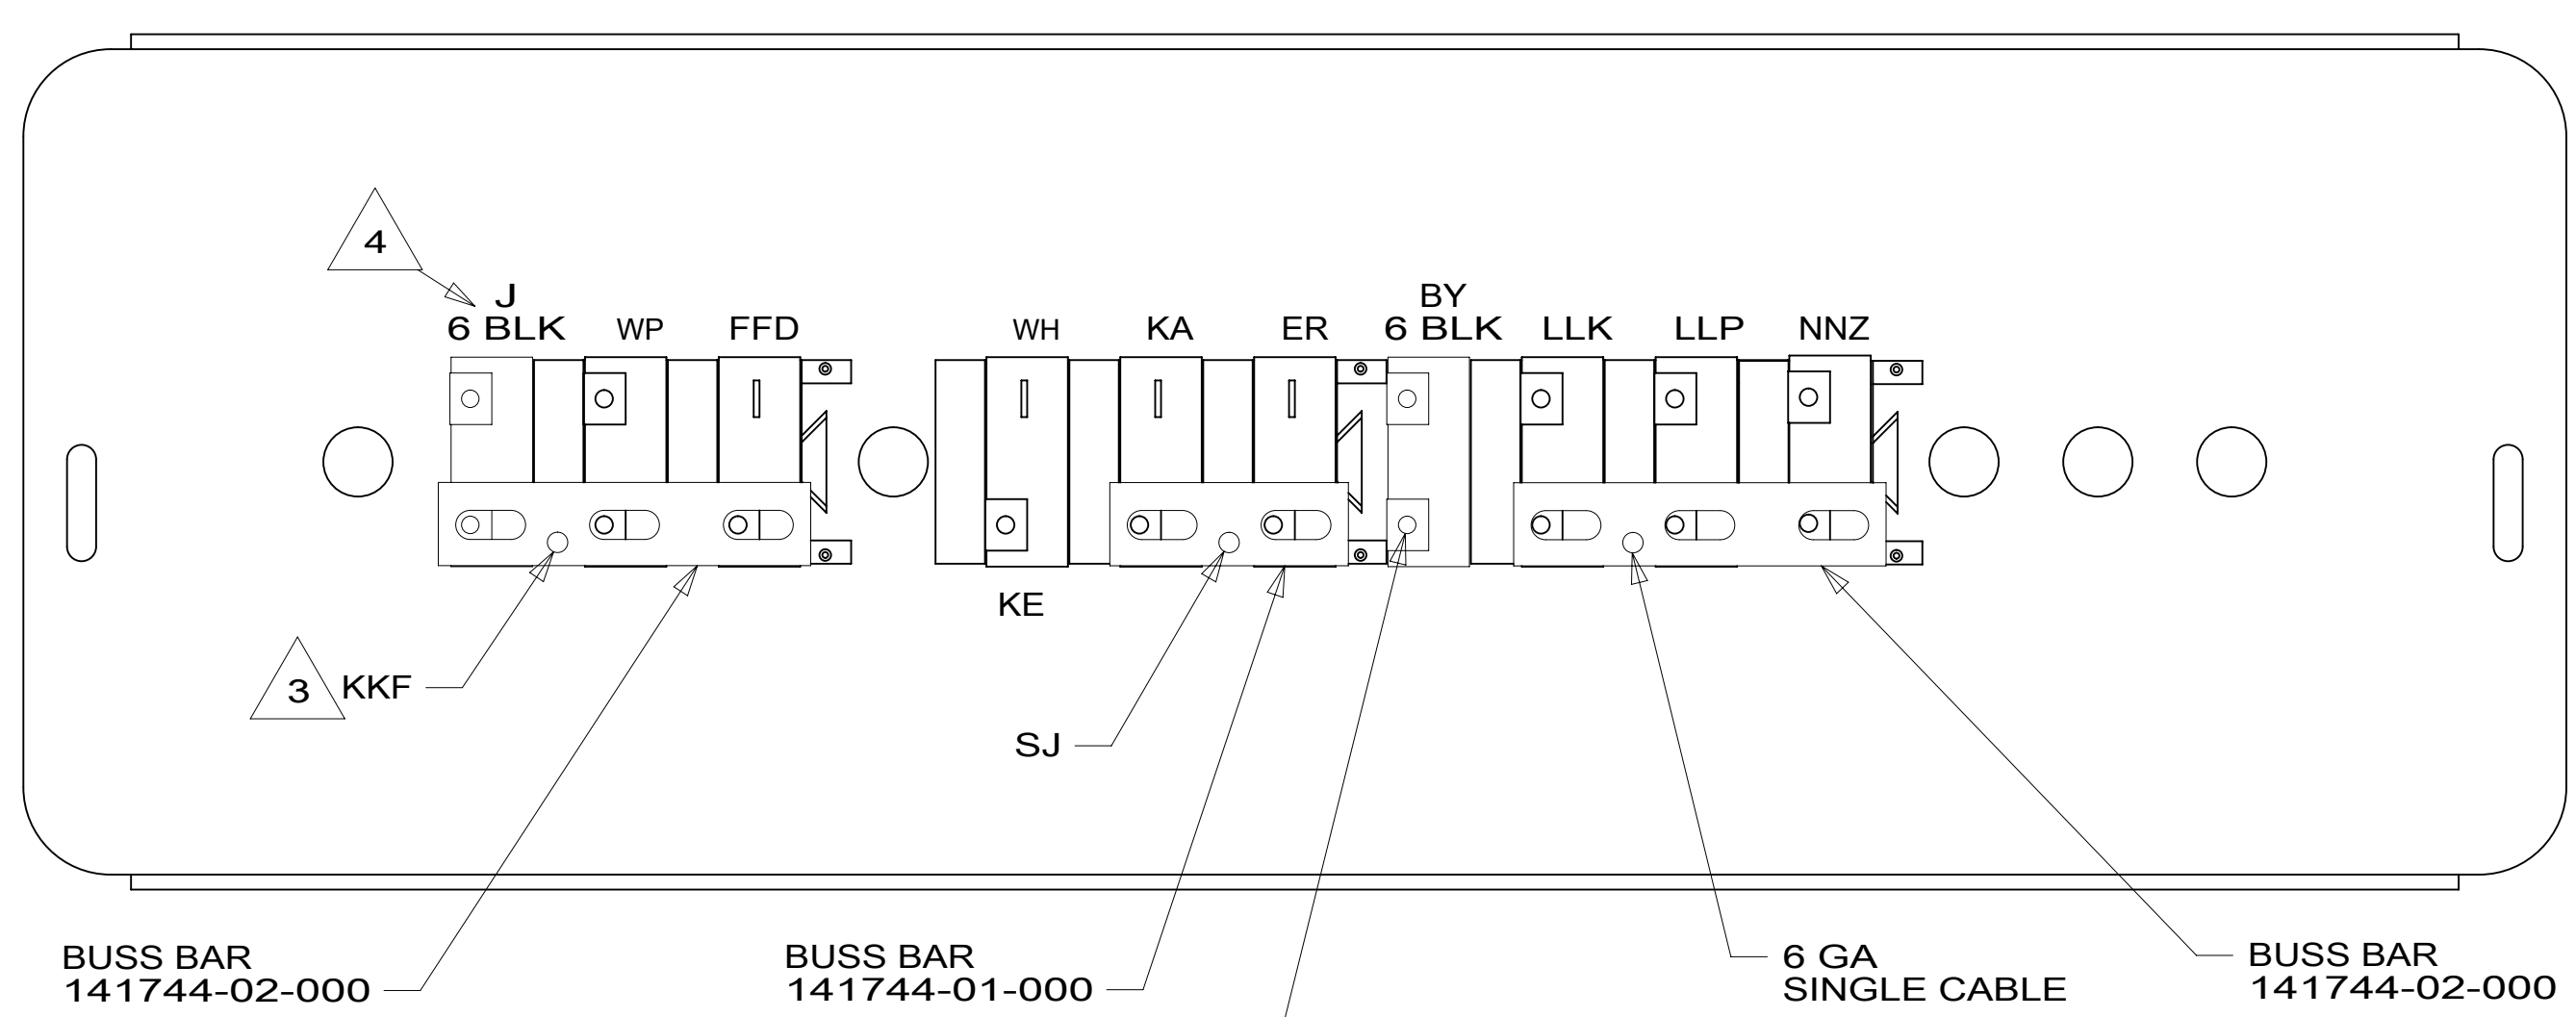 4
J
6 BLK
WP
FFD
WH
KA
ER
BY
6 BLK
LLK
LLP
NNZ
KE
3
KKF
SJ
BUSS BAR
141744-02-000
BUSS BAR
141744-01-000
6 GA
SINGLE CABLE
BUSS BAR
141744-02-000